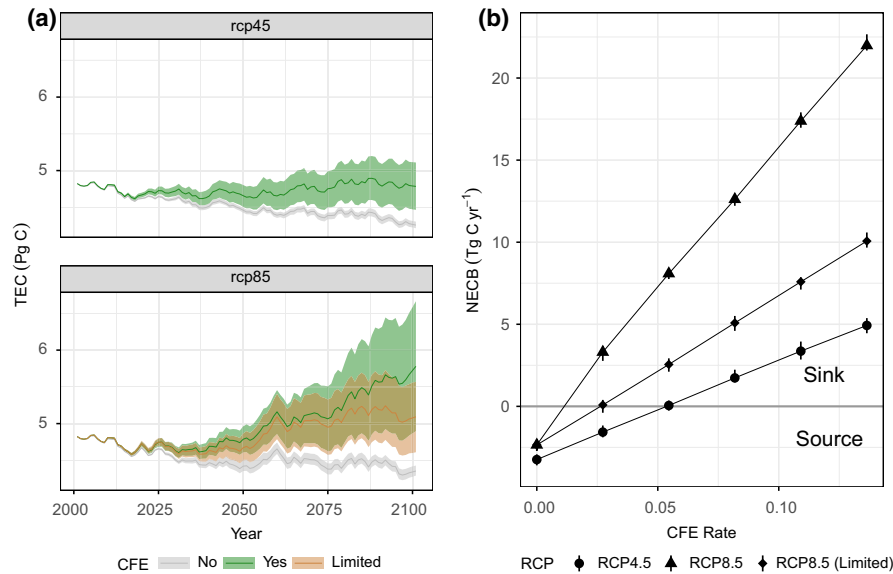 (a)
rcp45
6
5
rcp85
6
5
TEC (Pg C)
2000 2025 2050 2075 2100
Year
CFE No Yes Limited
(b)
20
15
10
5
0
NECB (Tg C yr⁻¹)
Sink
Source
0.00 0.05 0.10
CFE Rate
RCP RCP4.5 RCP8.5 RCP8.5 (Limited)